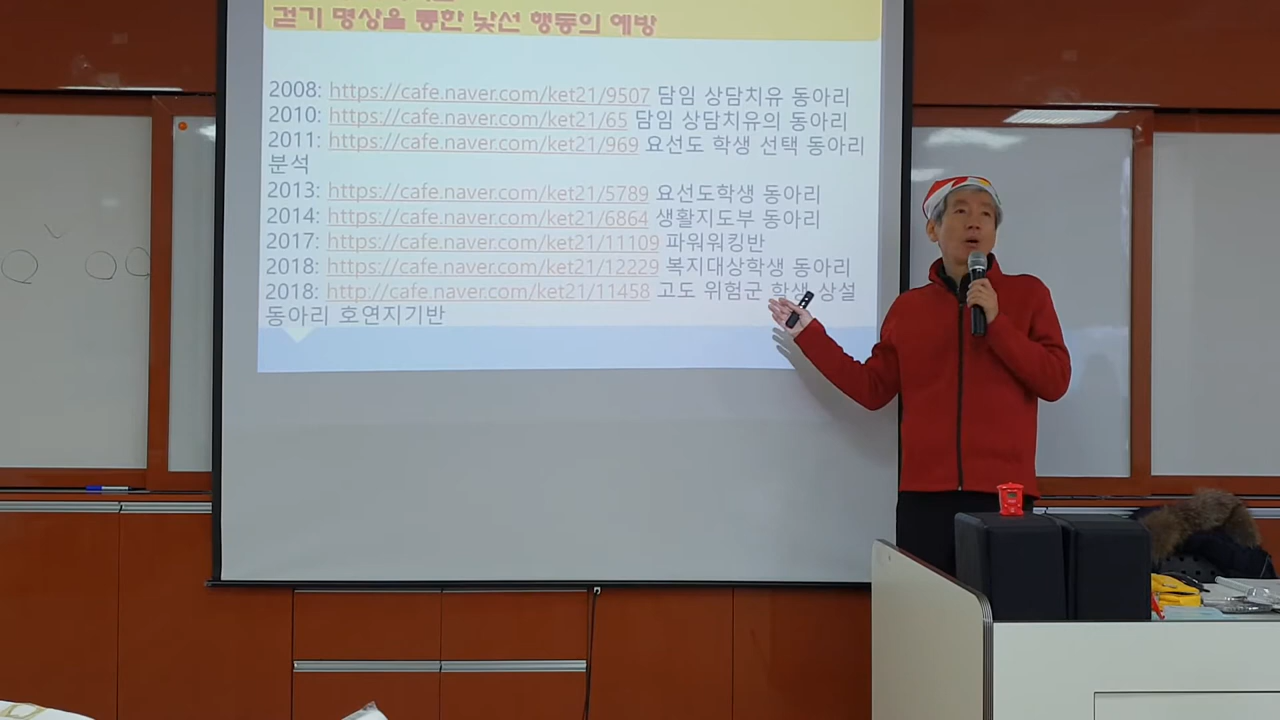 걷기 명상을 통한 낯선 행동의 예방
2008: https://cafe.naver.com/ket21/9507 담임 상담치유 동아리
2010: https://cafe.naver.com/ket21/65 담임 상담치유의 동아리
2011: https://cafe.naver.com/ket21/969 요선도 학생 선택 동아리
분석
2013: https://cafe.naver.com/ket21/5789 요선도학생 동아리
2014: https://cafe.naver.com/ket21/6864 생활지도부 동아리
2017: https://cafe.naver.com/ket21/11109 파워워킹반
2018: https://cafe.naver.com/ket21/12229 복지대상학생 동아리
2018: http://cafe.naver.com/ket21/11458 고도 위험군 학생 상설
동아리 호연지기반